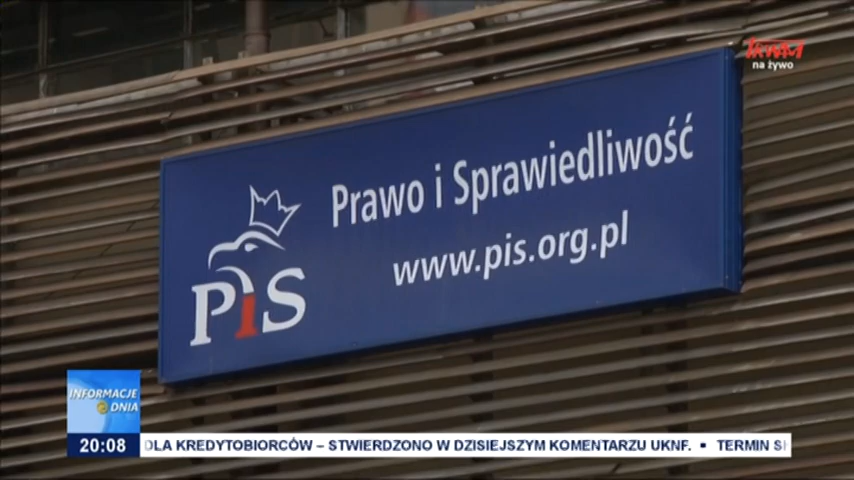 TRWAM
na żywo
Prawo i Sprawiedliwość
www.pis.org.pl
PiS
INFORMACJE
DNIA
20:08
DLA KREDYTOBIORCÓW – STWIERDZONO W DZISIEJSZYM KOMENTARZU UKNF. ▪ TERMIN